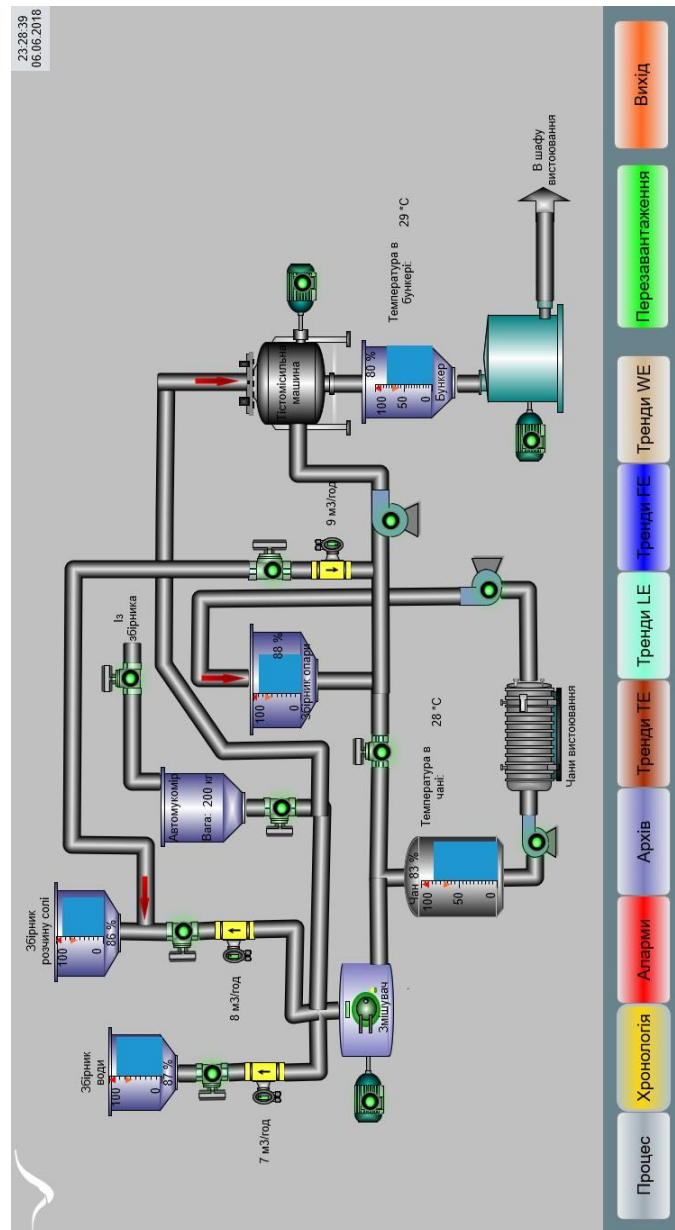 23:28:39
06.06.2018
Збірник
води
100
0
87 %
7 м3/год
Збірник
розчину солі
100
0
86 %
8 м3/год
Автомукомір
Вага: 200 кг
Із
збірника
Збірник опари
100
0
88 %
9 м3/год
Тістомісильна
машина
Температура в
бункері:
29 °C
80 %
100
50
0
Бункер
В шафу
вистоювання
Температура в
чані:
28 °C
Чан 83 %
100
50
0
Змішувач
Чани вистоювання
Процес
Хронологія
Аларми
Архів
Тренди TE
Тренди LE
Тренди FE
Тренди WE
Перезавантаження
Вихід